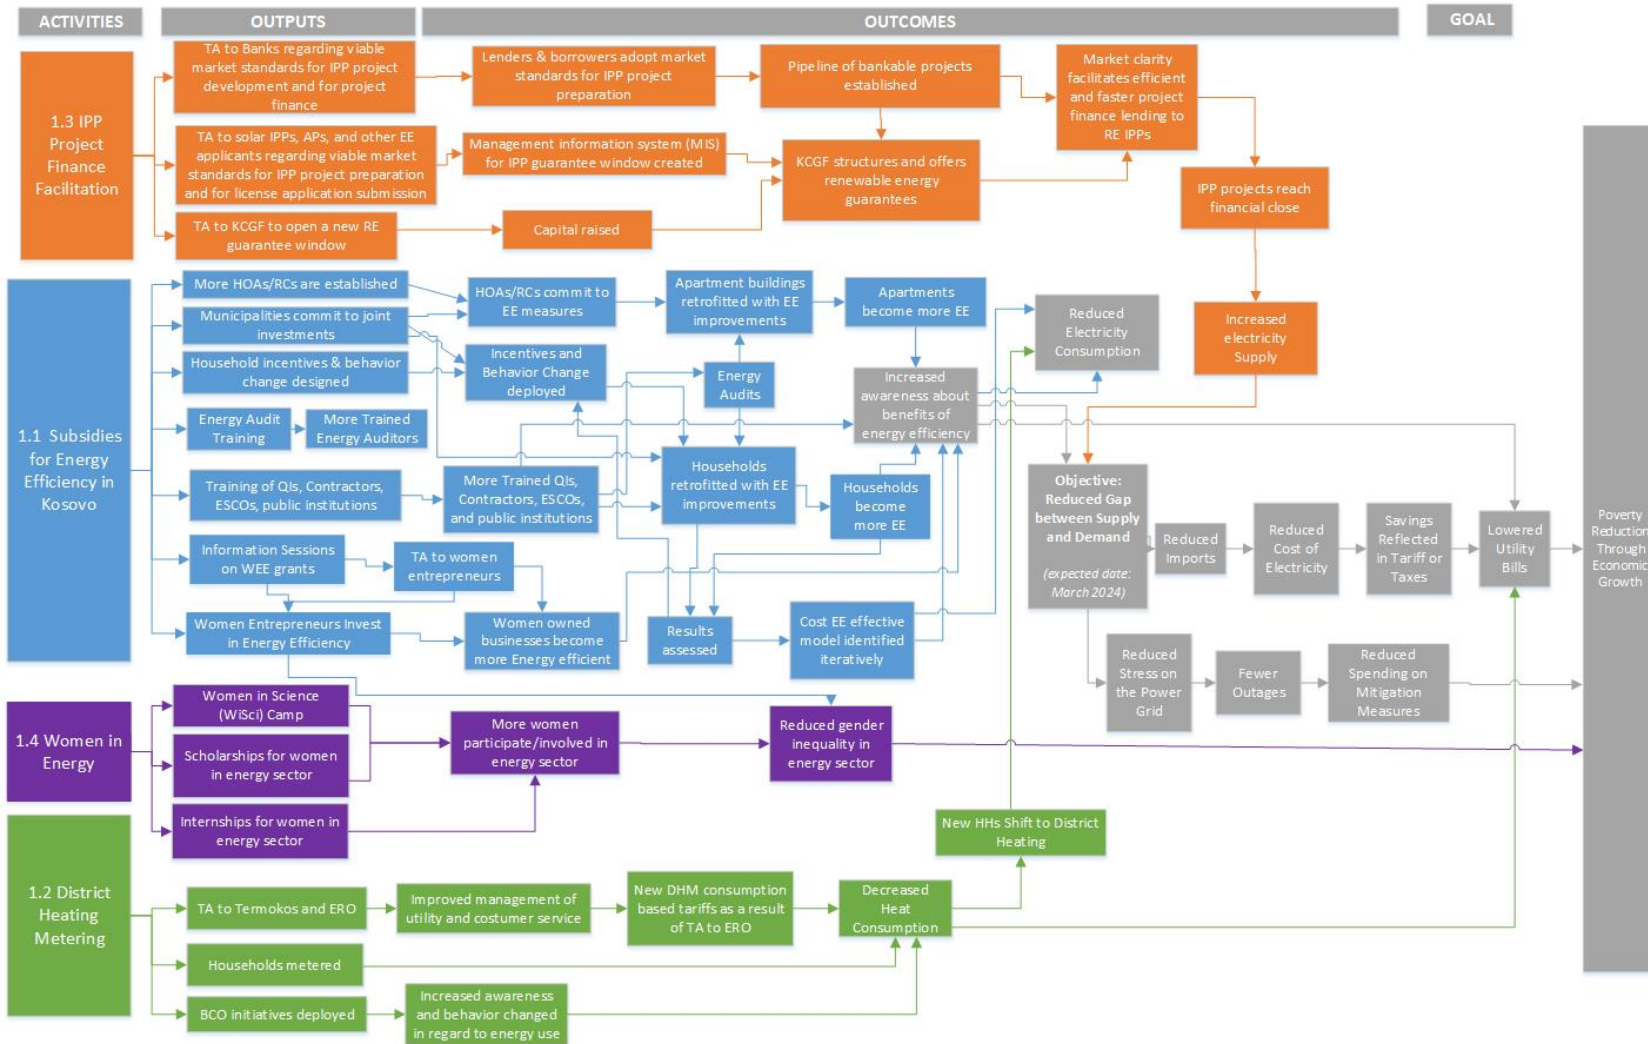 ACTIVITIES
OUTPUTS
OUTCOMES
GOAL
1.3 IPP
Project
Finance
Facilitation
TA to Banks regarding viable
market standards for IPP project
development and for project
finance
Lenders & borrowers adopt market
standards for IPP project
preparation
Pipeline of bankable projects
established
Market clarity
facilitates efficient
and faster project
finance lending to
RE IPPs
TA to solar IPPs, APs, and other EE
applicants regarding viable market
standards for IPP project preparation
and for license application submission
Management information system (MIS)
for IPP guarantee window created
KCGF structures and offers
renewable energy
guarantees
IPP projects reach
financial close
TA to KCGF to open a new RE
guarantee window
Capital raised
Increased
electricity
Supply
1.1 Subsidies
for Energy
Efficiency in
Kosovo
More HOAs/RCs are established
Municipalities commit to joint
investments
Household incentives & behavior
change designed
Energy Audit
Training
More Trained
Energy Auditors
Training of QIs, Contractors,
ESCOs, public institutions
Information Sessions
on WEE grants
TA to women
entrepreneurs
Women Entrepreneurs Invest
in Energy Efficiency
HOAs/RCs commit to
EE measures
Incentives and
Behavior Change
deployed
More Trained QIs,
Contractors, ESCOs,
and public institutions
Women owned
businesses become
more Energy efficient
Apartment buildings
retrofitted with EE
improvements
Energy
Audits
Households
retrofitted with EE
improvements
Results
assessed
Apartments
become more EE
Increased
awareness about
benefits of
energy efficiency
Households
become
more EE
Cost EE effective
model identified
iteratively
Reduced
Electricity
Consumption
Objective:
Reduced Gap
between Supply
and Demand
(expected date:
March 2024)
Reduced
Imports
Reduced
Cost of
Electricity
Savings
Reflected
in Tariff or
Taxes
Lowered
Utility
Bills
Reduced
Stress on
the Power
Grid
Fewer
Outages
Reduced
Spending on
Mitigation
Measures
Poverty
Reduction
Through
Economic
Growth
1.4 Women in
Energy
Women in Science
(WiSci) Camp
Scholarships for women
in energy sector
Internships for women in
energy sector
More women
participate/involved in
energy sector
Reduced gender
inequality in
energy sector
1.2 District
Heating
Metering
TA to Termokos and ERO
Improved management of
utility and costumer service
New DHM consumption
based tariffs as a result
of TA to ERO
Decreased
Heat
Consumption
New HHs Shift to District
Heating
Households metered
BCO initiatives deployed
Increased awareness
and behavior changed
in regard to energy use